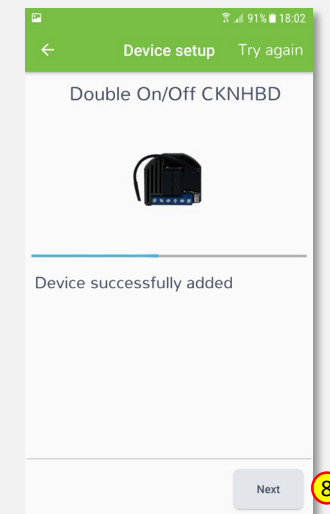 91% 18:02
Device setup Try again
Double On/Off CKNHBD
Device successfully added
Next 8